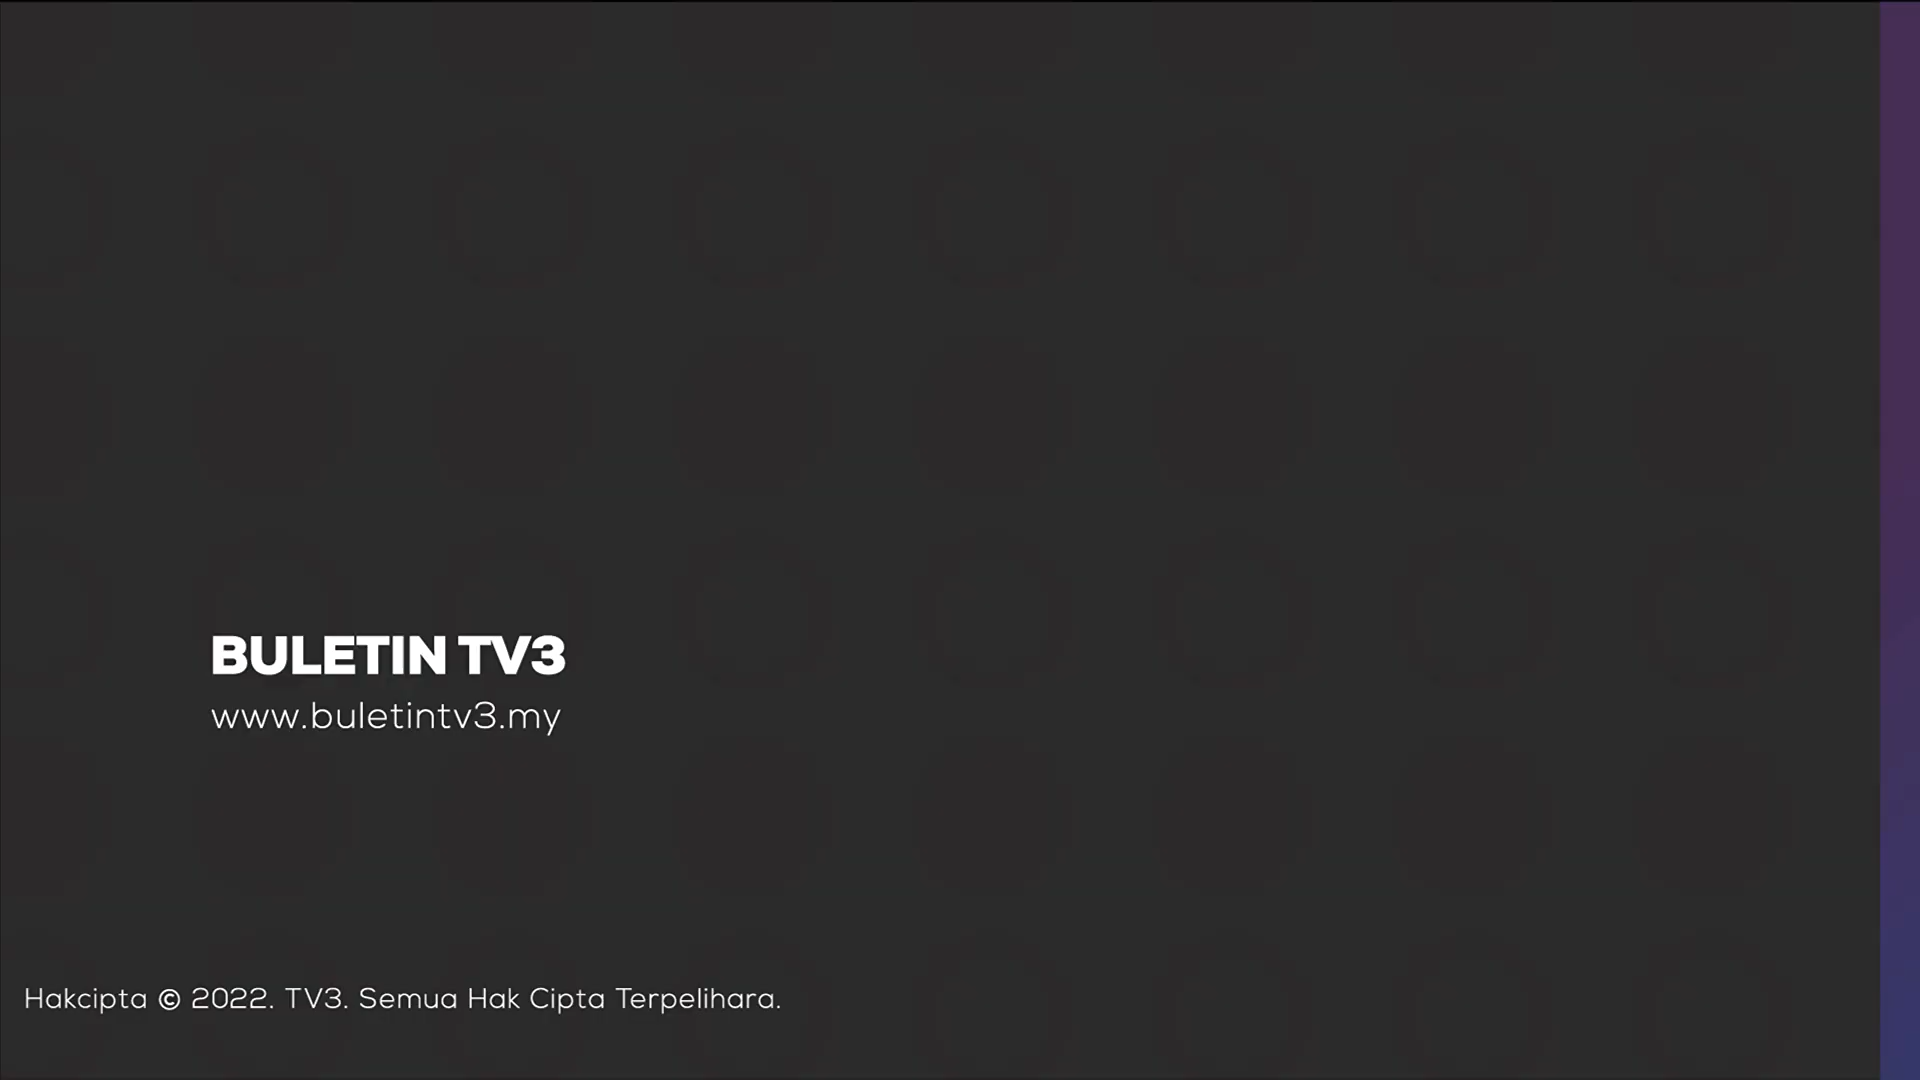 BULETIN TV3
www.buletintv3.my
Hakcipta © 2022. TV3. Semua Hak Cipta Terpelihara.